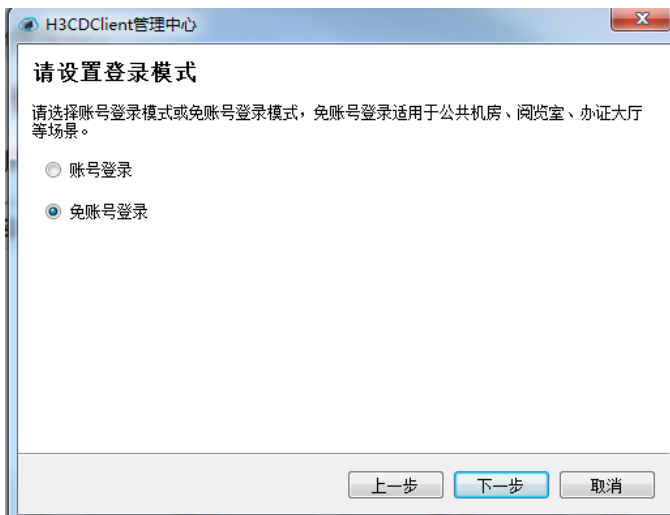 H3CDClient管理中心
请设置登录模式
请选择账号登录模式或免账号登录模式，免账号登录适用于公共机房、阅览室、办证大厅
等场景。
账号登录
免账号登录
上一步 下一步 取消